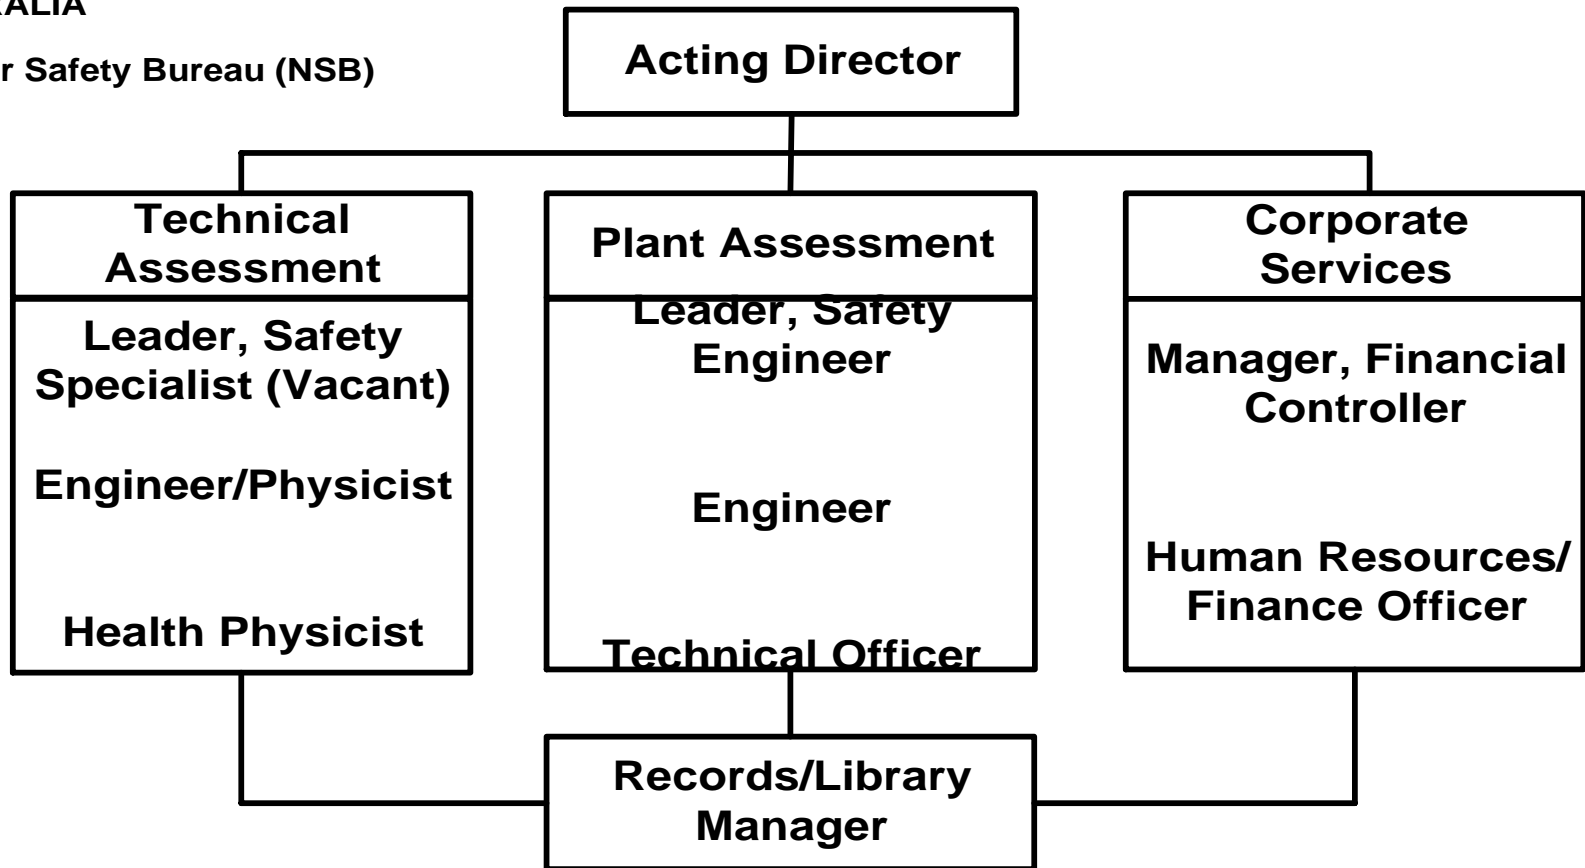 RALIA
r Safety Bureau (NSB)
Acting Director
Technical
Assessment
Leader, Safety
Specialist (Vacant)
Engineer/Physicist
Health Physicist
Plant Assessment
Leader, Safety
Engineer
Engineer
Technical Officer
Corporate
Services
Manager, Financial
Controller
Human Resources/
Finance Officer
Records/Library
Manager